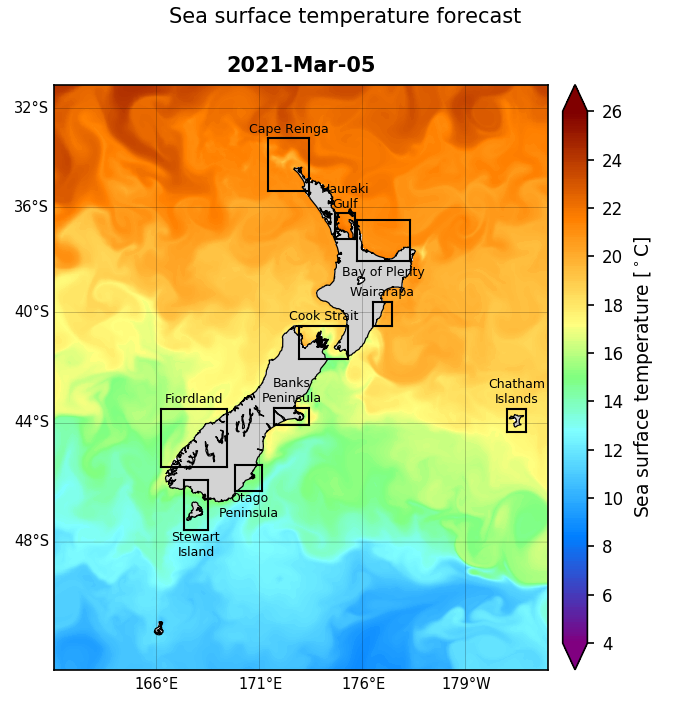 Sea surface temperature forecast
2021-Mar-05
32°S
36°S
40°S
44°S
48°S
Cape Reinga
Hauraki
Gulf
Bay of Plenty
Wairarapa
Cook Strait
Banks
Peninsula
Chatham
Islands
Fiordland
Otago
Peninsula
Stewart
Island
166°E
171°E
176°E
179°W
26
24
22
20
18
16
14
12
10
8
6
4
Sea surface temperature [°C]